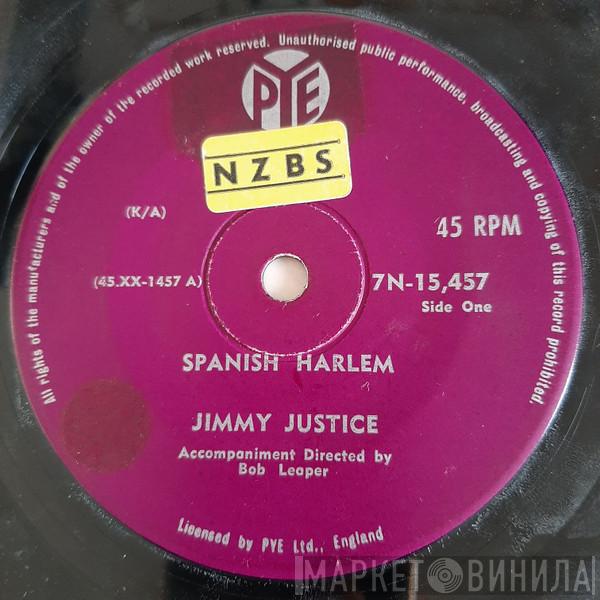 All rights of the manufacturers and of the owner of the recorded work reserved. Unauthorised public performance, broadcasting and copying of this record prohibited.
PYE
NZBS
(K/A)
45 RPM
(45.XX-1457 A)
7N-15,457
Side One
SPANISH HARLEM
JIMMY JUSTICE
Accompaniment Directed by
Bob Leaper
Licensed by PYE Ltd., England
МАРКЕТ ВИНИЛА